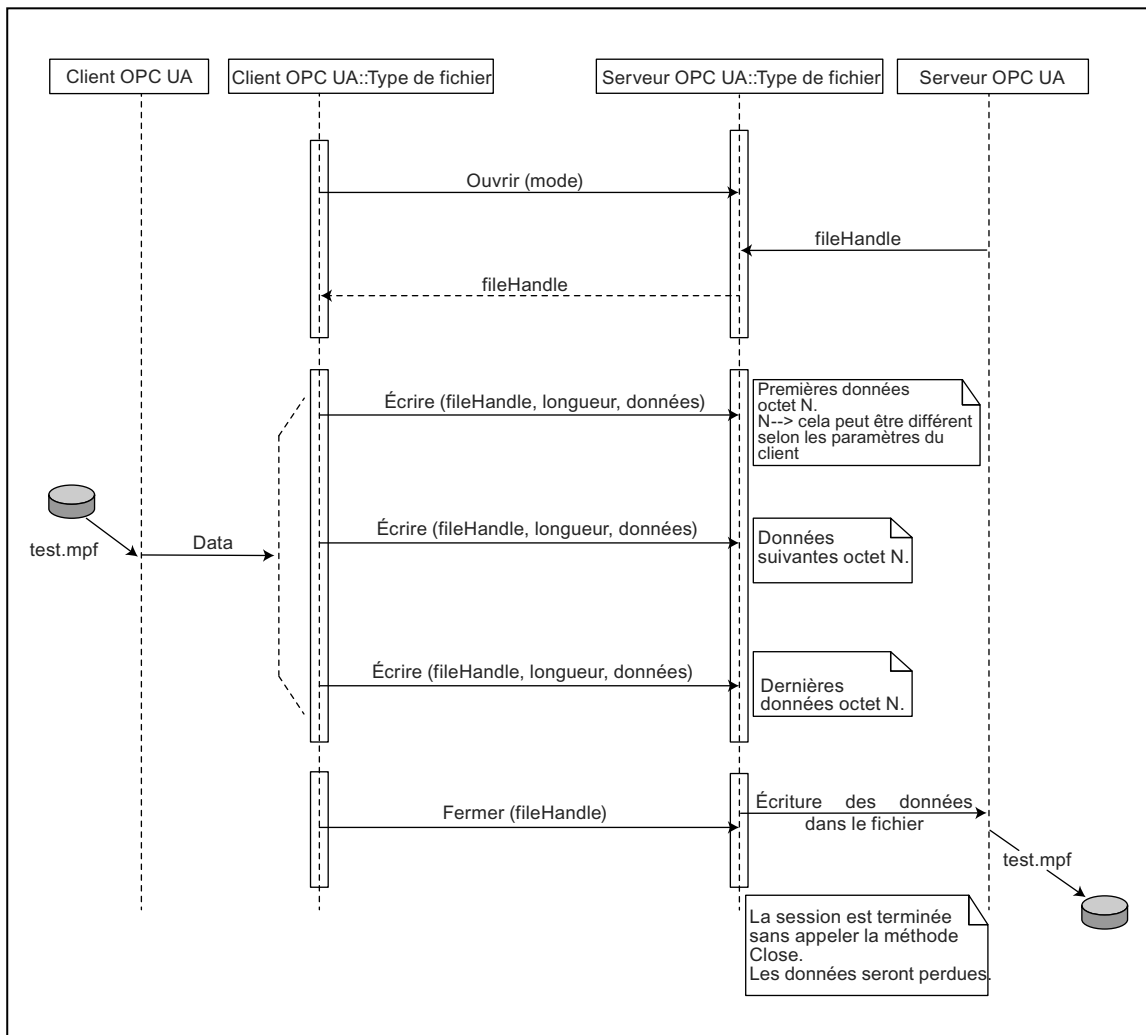 Client OPC UA
Client OPC UA::Type de fichier
Serveur OPC UA::Type de fichier
Serveur OPC UA
Ouvrir (mode)
fileHandle
fileHandle
Écrire (fileHandle, longueur, données)
Premières données
octet N.
N--> cela peut être différent
selon les paramètres du
client
test.mpf
Data
Écrire (fileHandle, longueur, données)
Données
suivantes octet N.
Écrire (fileHandle, longueur, données)
Dernières
données octet N.
Fermer (fileHandle)
Écriture des données
dans le fichier
test.mpf
La session est terminée
sans appeler la méthode
Close.
Les données seront perdues.